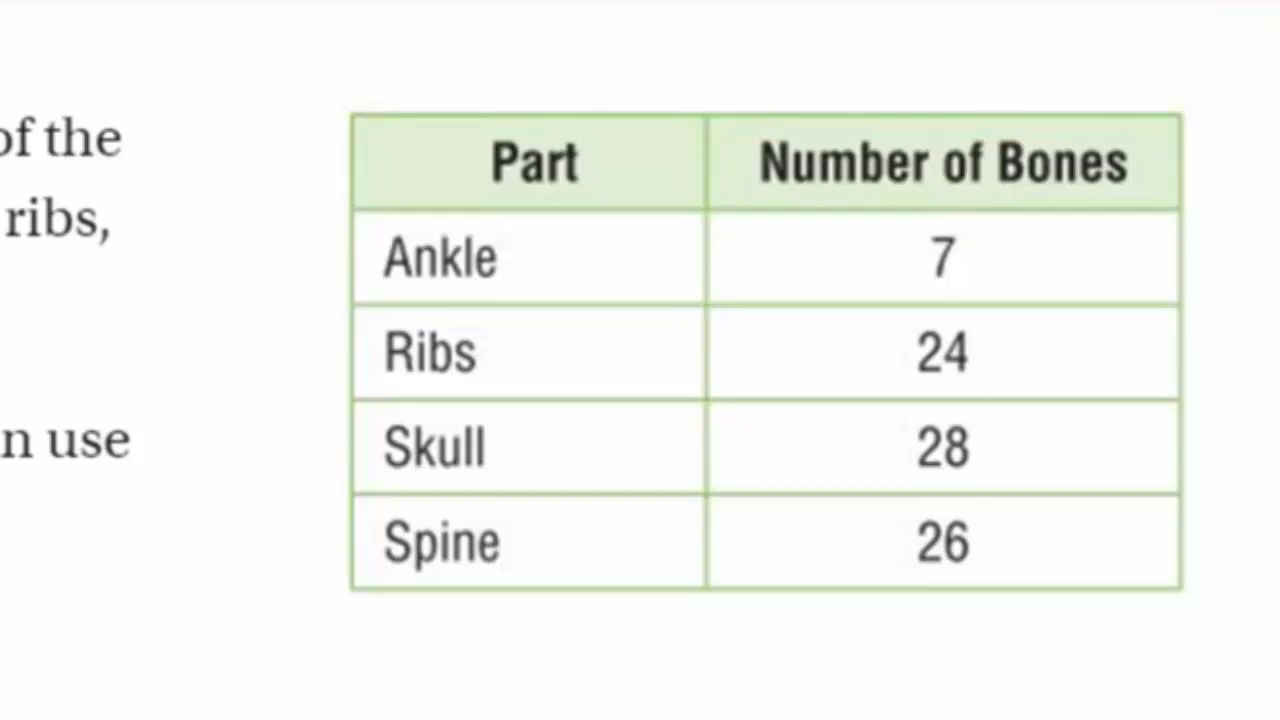 of the
ribs,
n use
Part Number of Bones
Ankle 7
Ribs 24
Skull 28
Spine 26